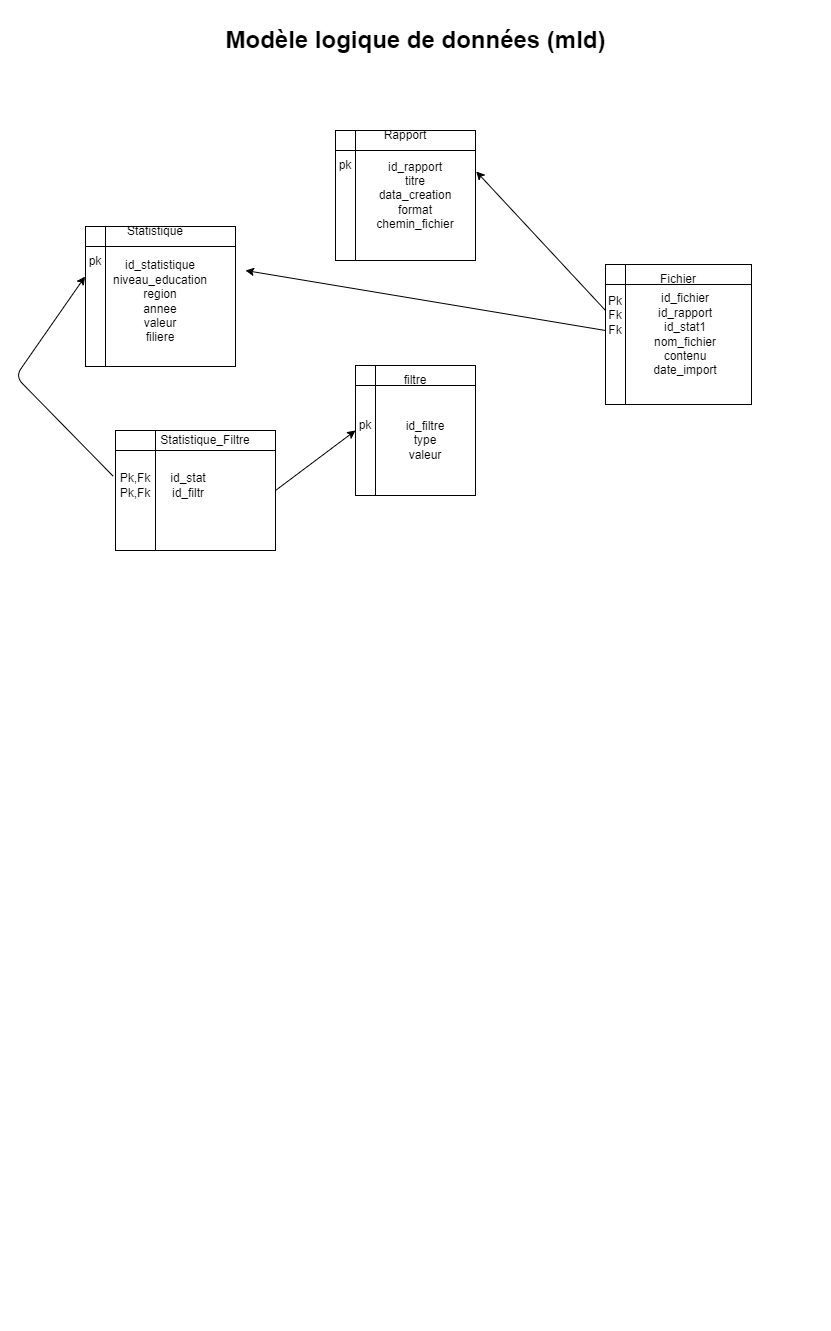 Modèle logique de données (mld)
Rapport
pk
id_rapport
titre
data_creation
format
chemin_fichier
Statistique
pk
id_statistique
niveau_education
region
annee
valeur
filiere
Fichier
Pk
Fk
Fk
id_fichier
id_rapport
id_stat1
nom_fichier
contenu
date_import
filtre
pk
id_filtre
type
valeur
Statistique_Filtre
Pk,Fk
Pk,Fk
id_stat
id_filtr